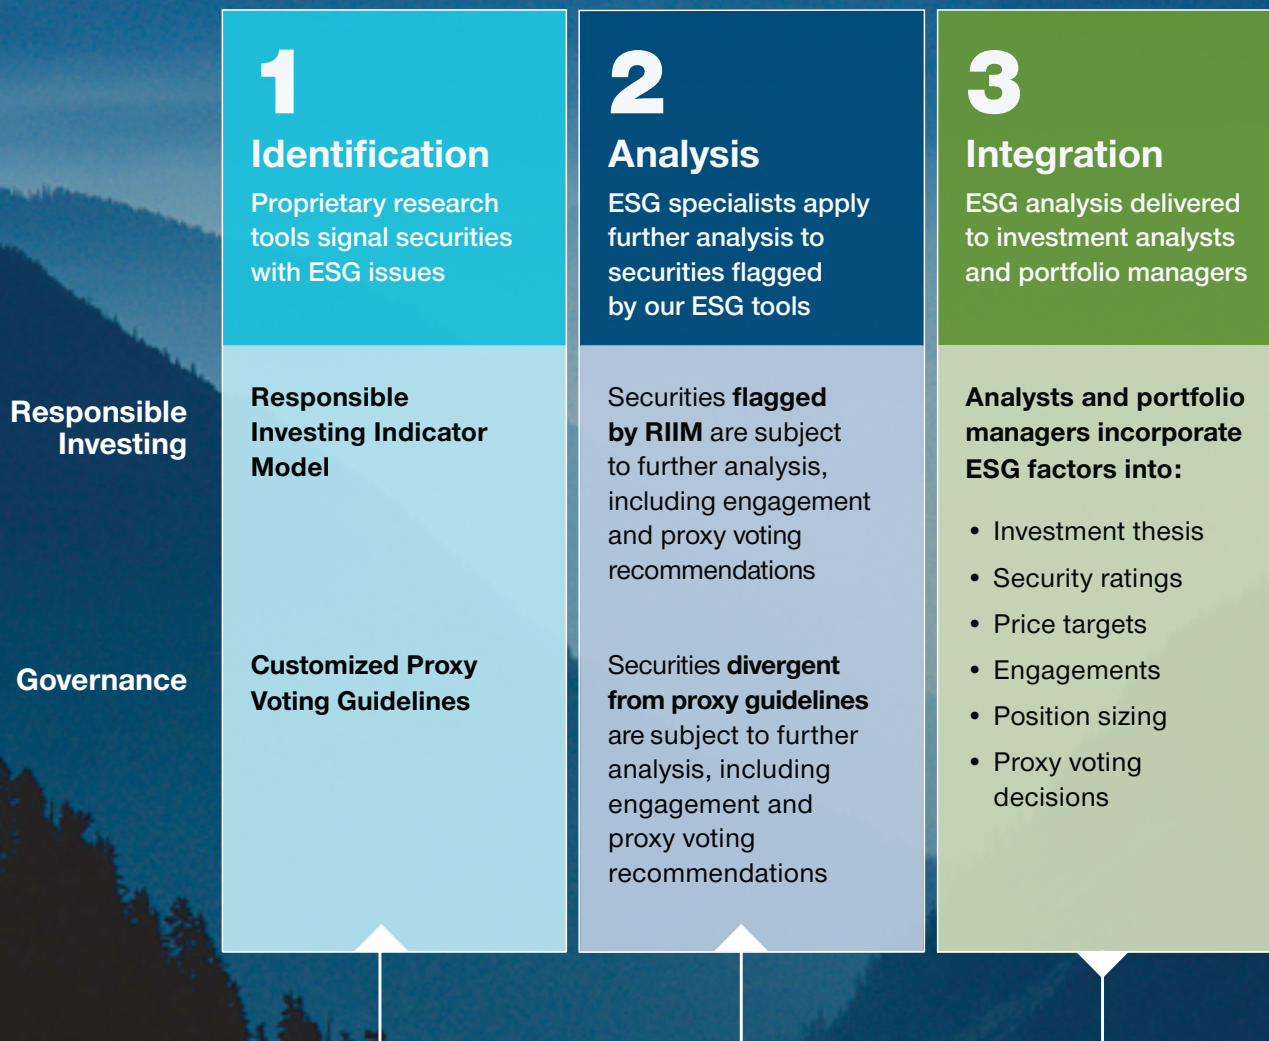 1
Identification
Proprietary research
tools signal securities
with ESG issues
2
Analysis
ESG specialists apply
further analysis to
securities flagged
by our ESG tools
3
Integration
ESG analysis delivered
to investment analysts
and portfolio managers
Responsible
Investing
Responsible
Investing Indicator
Model
Securities flagged
by RIIM are subject
to further analysis,
including engagement
and proxy voting
recommendations
Analysts and portfolio
managers incorporate
ESG factors into:
• Investment thesis
• Security ratings
• Price targets
• Engagements
• Position sizing
• Proxy voting
decisions
Governance
Customized Proxy
Voting Guidelines
Securities divergent
from proxy guidelines
are subject to further
analysis, including
engagement and
proxy voting
recommendations